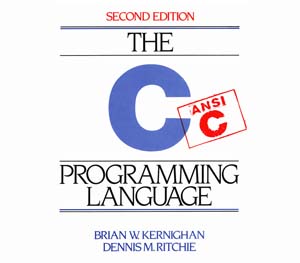 SECOND EDITION
THE
C
ANSI
C
PROGRAMMING
LANGUAGE
BRIAN W. KERNIGHAN
DENNIS M. RITCHIE